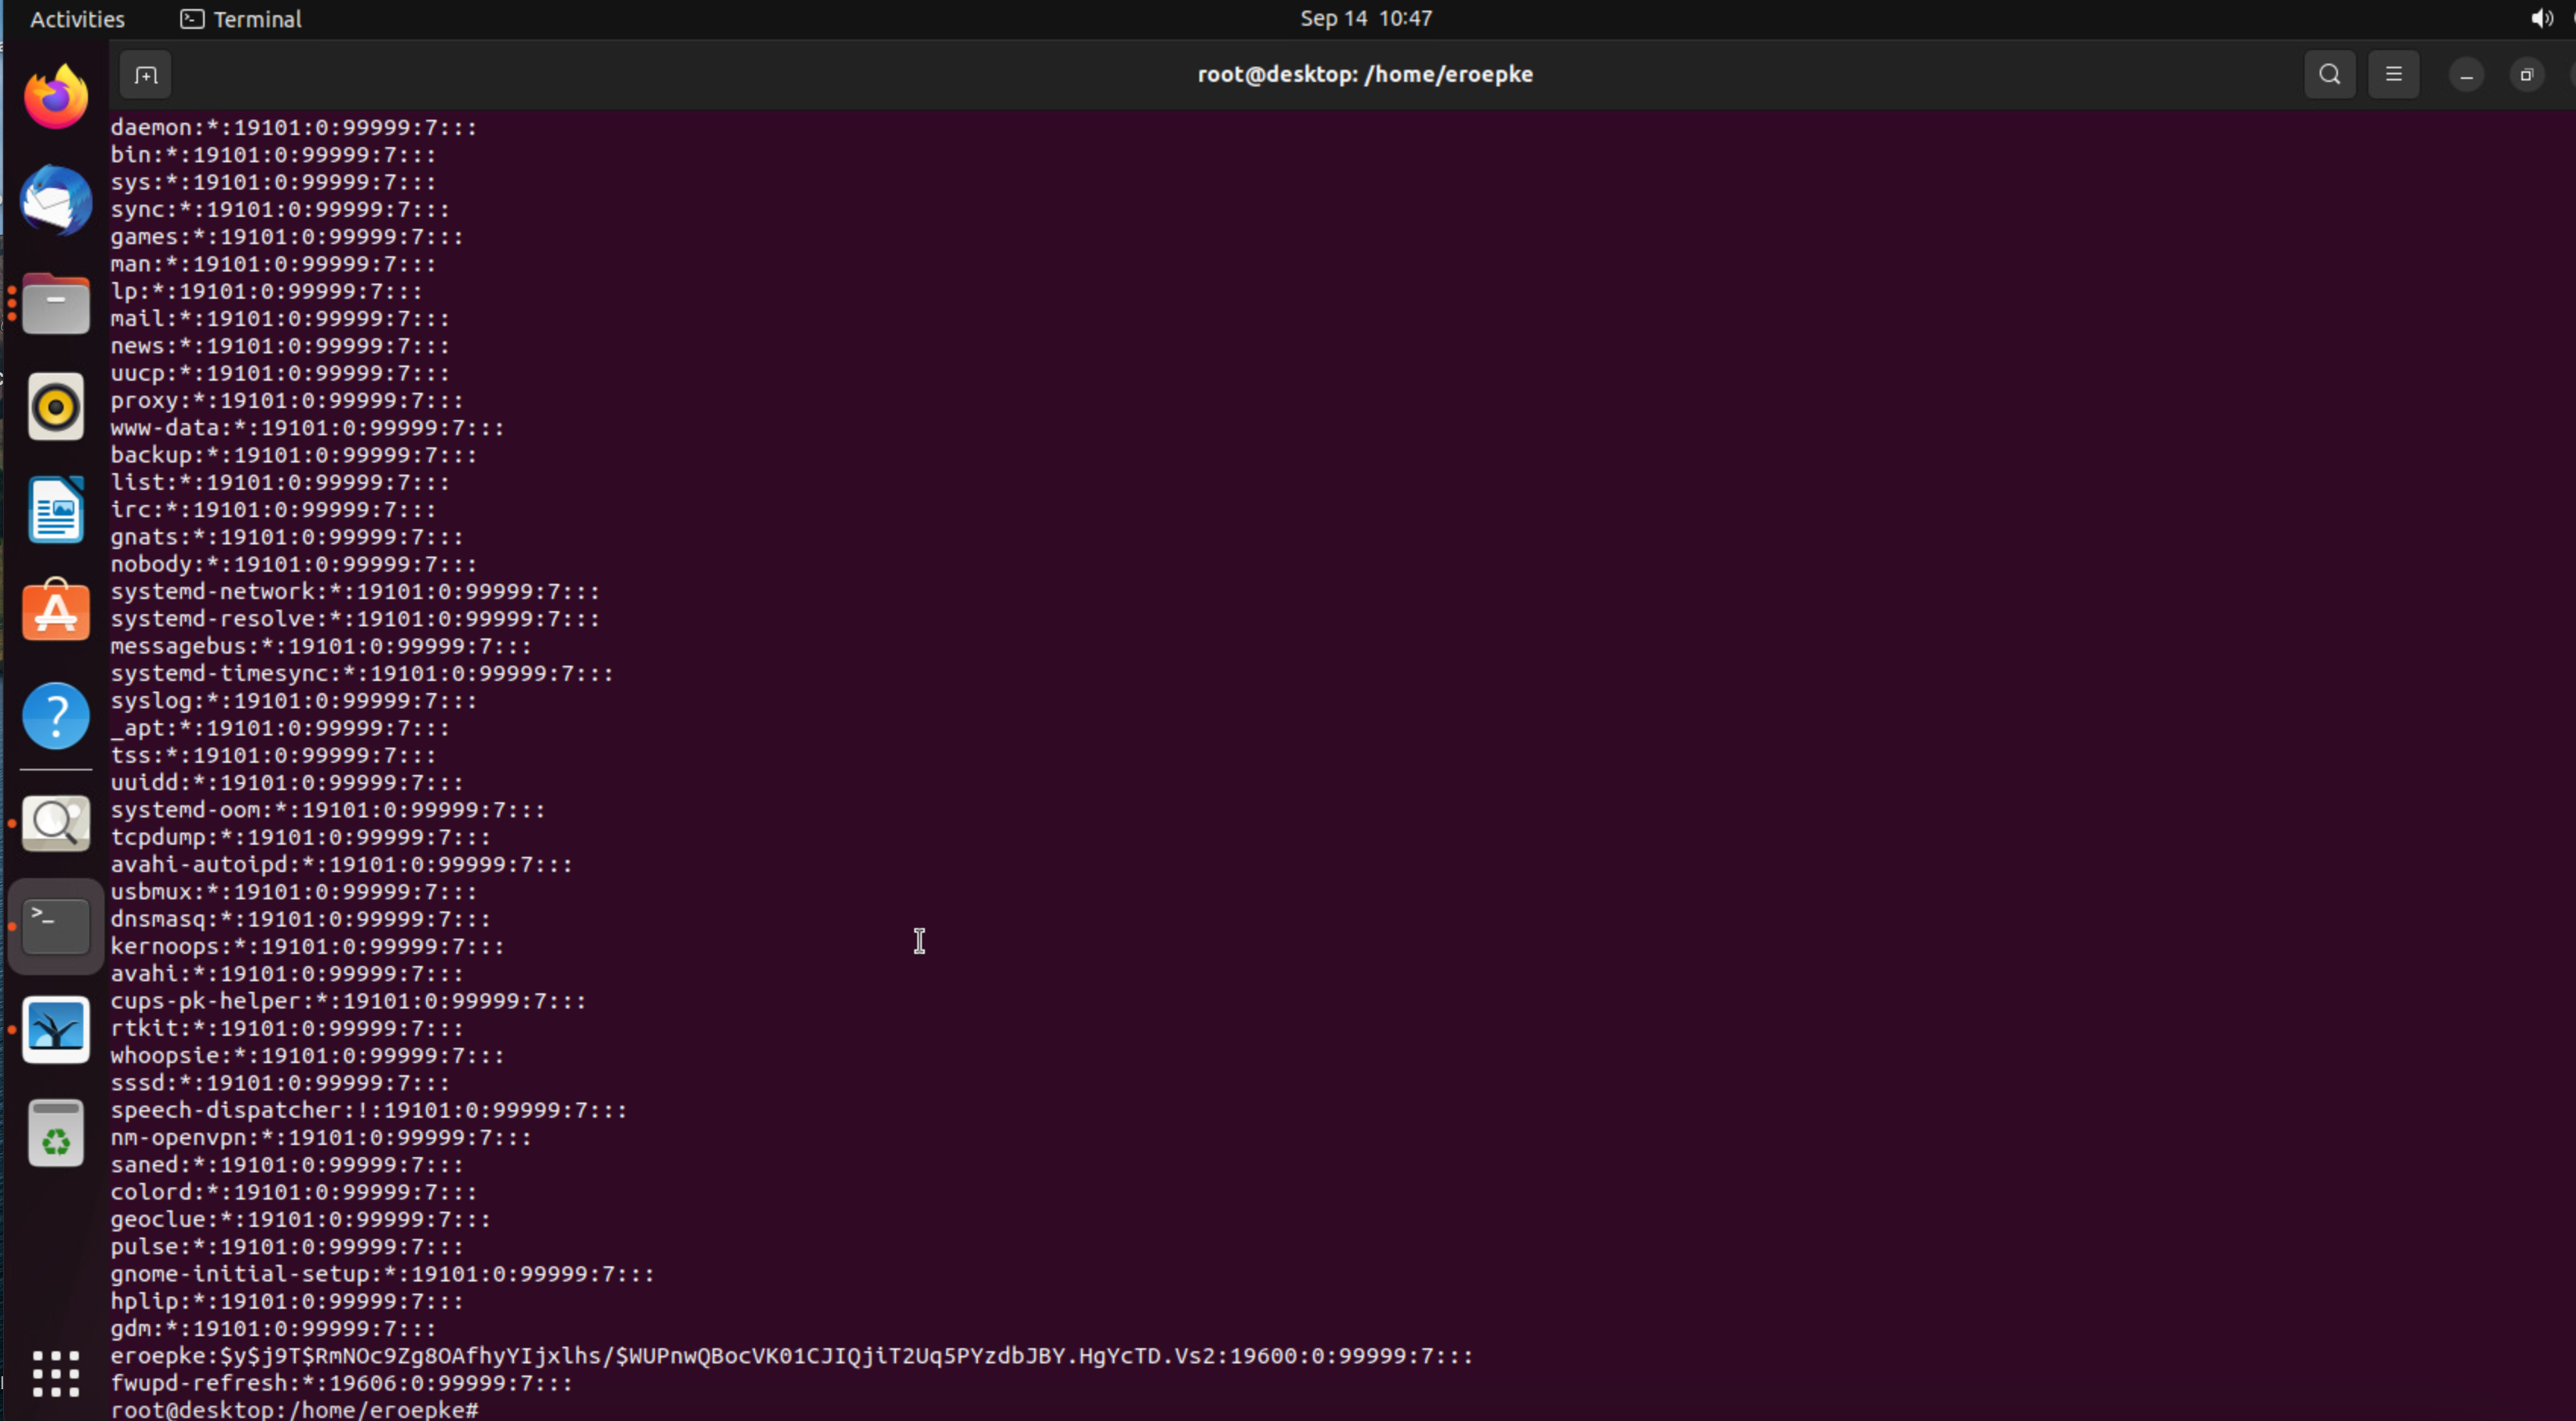 Activities Terminal Sep 14 10:47
root@desktop: /home/eroepke
daemon:*:19101:0:99999:7:::
bin:*:19101:0:99999:7:::
sys:*:19101:0:99999:7:::
sync:*:19101:0:99999:7:::
games:*:19101:0:99999:7:::
man:*:19101:0:99999:7:::
lp:*:19101:0:99999:7:::
mail:*:19101:0:99999:7:::
news:*:19101:0:99999:7:::
uucp:*:19101:0:99999:7:::
proxy:*:19101:0:99999:7:::
www-data:*:19101:0:99999:7:::
backup:*:19101:0:99999:7:::
list:*:19101:0:99999:7:::
irc:*:19101:0:99999:7:::
gnats:*:19101:0:99999:7:::
nobody:*:19101:0:99999:7:::
systemd-network:*:19101:0:99999:7:::
systemd-resolve:*:19101:0:99999:7:::
messagebus:*:19101:0:99999:7:::
systemd-timesync:*:19101:0:99999:7:::
syslog:*:19101:0:99999:7:::
_apt:*:19101:0:99999:7:::
tss:*:19101:0:99999:7:::
uuidd:*:19101:0:99999:7:::
systemd-oom:*:19101:0:99999:7:::
tcpdump:*:19101:0:99999:7:::
avahi-autoipd:*:19101:0:99999:7:::
usbmux:*:19101:0:99999:7:::
dnsmasq:*:19101:0:99999:7:::
kernoops:*:19101:0:99999:7:::
avahi:*:19101:0:99999:7:::
cups-pk-helper:*:19101:0:99999:7:::
rtkit:*:19101:0:99999:7:::
whoopsie:*:19101:0:99999:7:::
sssd:*:19101:0:99999:7:::
speech-dispatcher:!:19101:0:99999:7:::
nm-openvpn:*:19101:0:99999:7:::
saned:*:19101:0:99999:7:::
colord:*:19101:0:99999:7:::
geoclue:*:19101:0:99999:7:::
pulse:*:19101:0:99999:7:::
gnome-initial-setup:*:19101:0:99999:7:::
hplip:*:19101:0:99999:7:::
gdm:*:19101:0:99999:7:::
eroepke:$y$j9T$RmNOc9Zg8OAfhyYIjxlhs/$WUPnwQBocVK01CJIQjiT2Uq5PYzdbJBY.HgYcTD.Vs2:19600:0:99999:7:::
fwupd-refresh:*:19606:0:99999:7:::
root@desktop:/home/eroepke#